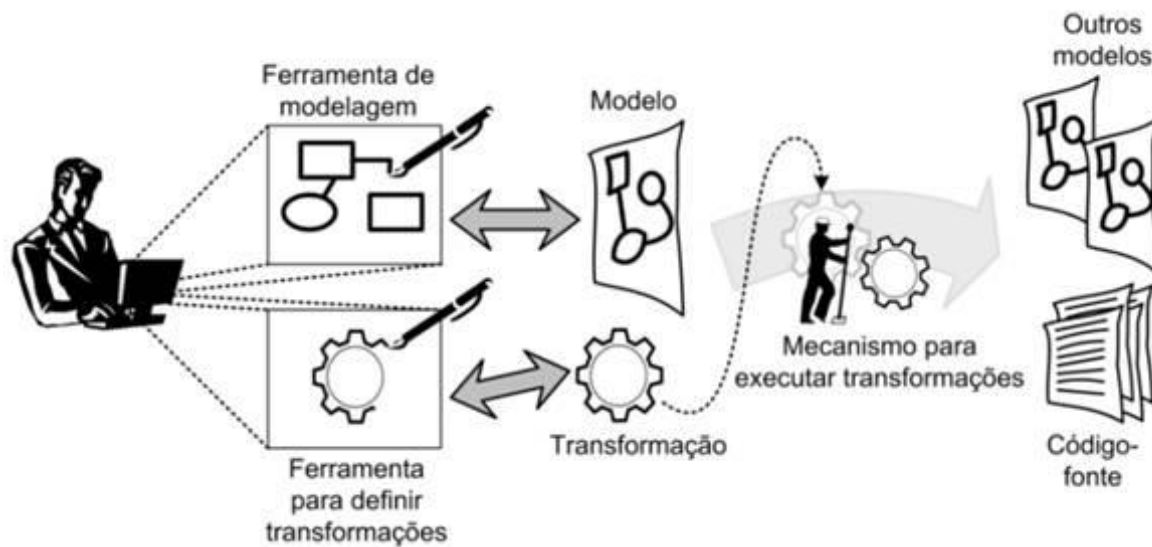 Outros
modelos
Ferramenta de
modelagem
Modelo
Mecanismo para
executar transformações
Transformação
Código-
fonte
Ferramenta
para definir
transformações